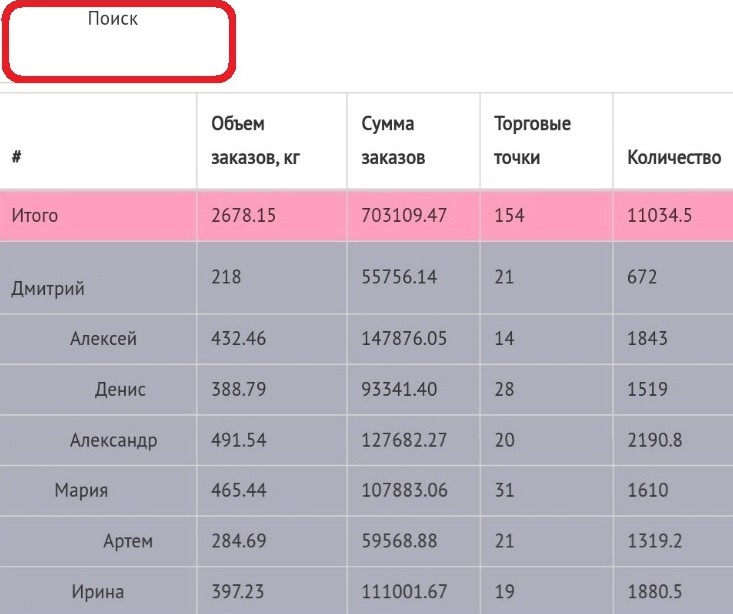 Поиск
# Объем заказов, кг Сумма заказов Торговые точки Количество
Итого 2678.15 703109.47 154 11034.5
Дмитрий 218 55756.14 21 672
Алексей 432.46 147876.05 14 1843
Денис 388.79 93341.40 28 1519
Александр 491.54 127682.27 20 2190.8
Мария 465.44 107883.06 31 1610
Артем 284.69 59568.88 21 1319.2
Ирина 397.23 111001.67 19 1880.5